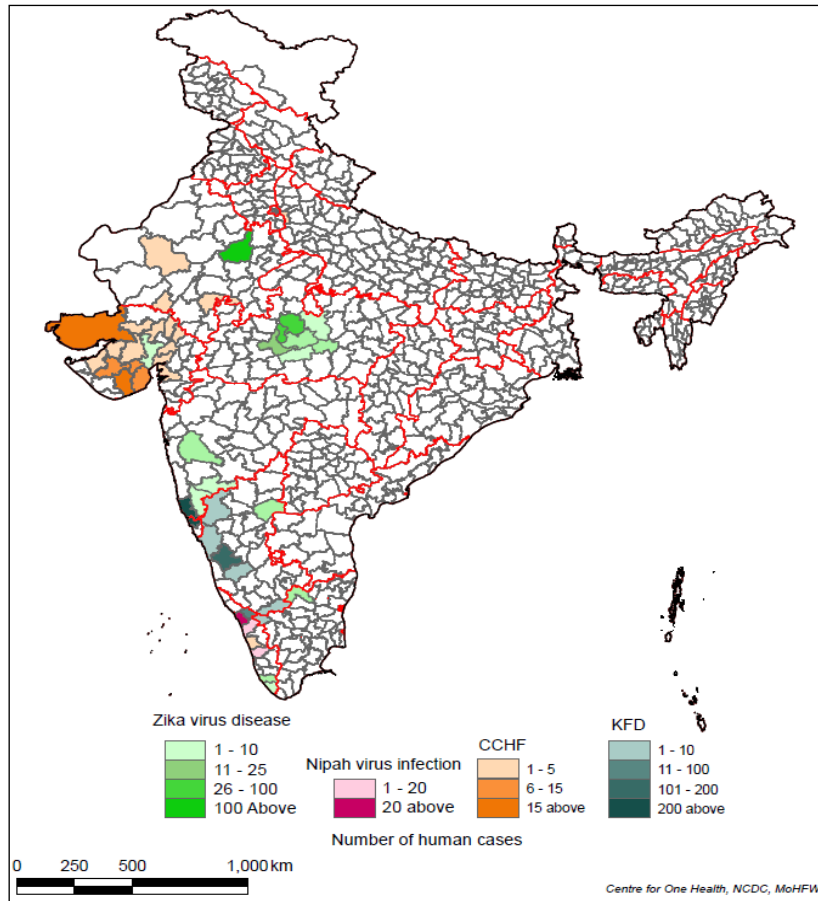 Zika virus disease
1 - 10
11 - 25
26 - 100
100 Above
Nipah virus infection
1 - 20
20 above
CCHF
1 - 5
6 - 15
15 above
KFD
1 - 10
11 - 100
101 - 200
200 above
Number of human cases
0 250 500 1,000 km
Centre for One Health, NCDC, MoHFW